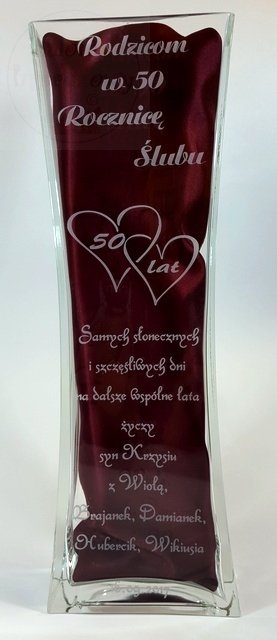 Rodzicom
w 50
Rocznicę
Ślubu
50
lat
Samych słonecznych
i szczęśliwych dni
na dalsze wspólne lata
życzy
syn Krzysiu
z Wiolą,
Brajanek, Damianek,
Hubercik, Wikiusia